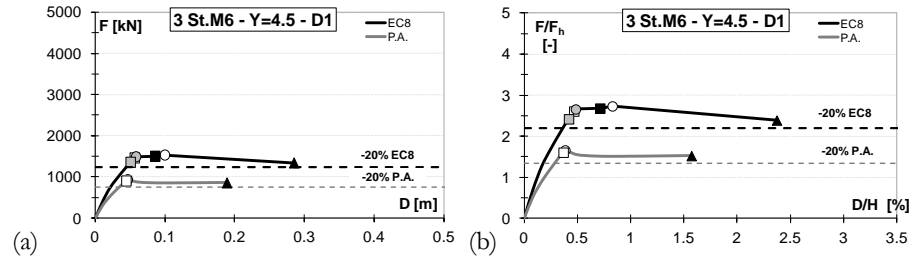 3 St.M6 - Y=4.5 - D1
F [kN]
EC8
P.A.
5000
4000
3000
2000
1000
0
-20% EC8
-20% P.A.
D [m]
0 0.1 0.2 0.3 0.4 0.5
(a)
3 St.M6 - Y=4.5 - D1
F/Fh
[-]
EC8
P.A.
5
4
3
2
1
0
-20% EC8
-20% P.A.
D/H [%]
0 0.5 1 1.5 2 2.5 3 3.5
(b)